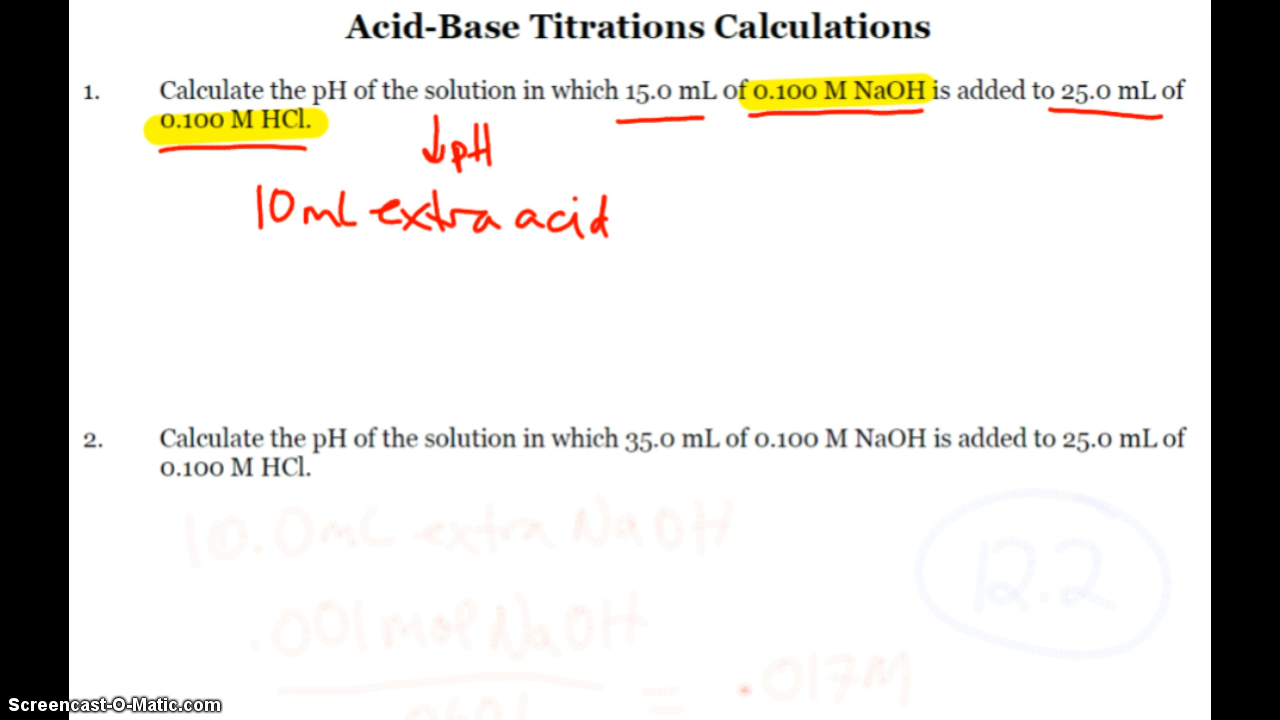 Acid-Base Titrations Calculations
1. Calculate the pH of the solution in which 15.0 mL of 0.100 M NaOH is added to 25.0 mL of
0.100 M HCl.
↓pH
10mL extra acid
2. Calculate the pH of the solution in which 35.0 mL of 0.100 M NaOH is added to 25.0 mL of
0.100 M HCl.
10.0mL extra NaOH
12.2
.001 mol NaOH
= .017M
Screencast-O-Matic.com